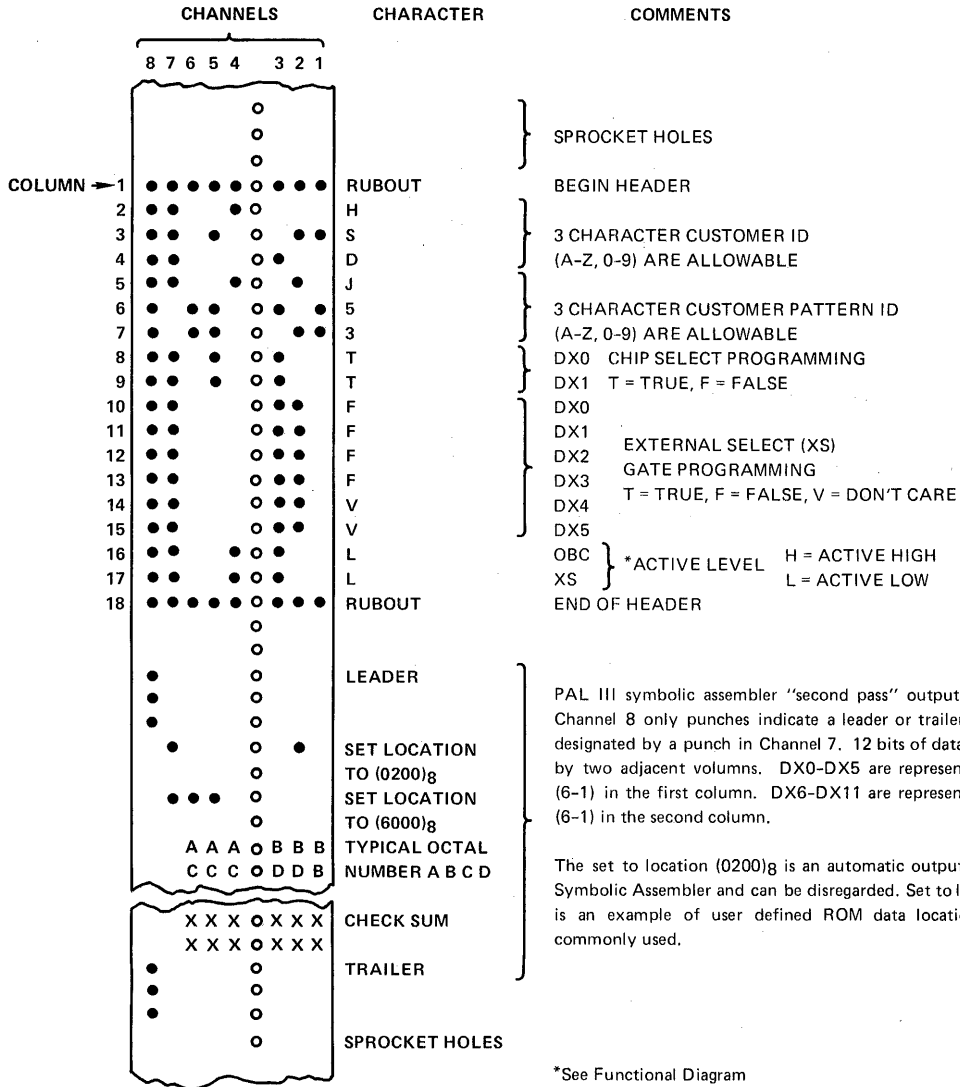 CHANNELS CHARACTER COMMENTS
8 7 6 5 4 3 2 1
SPROCKET HOLES
COLUMN 1 RUBOUT BEGIN HEADER
2 H
3 S 3 CHARACTER CUSTOMER ID
4 D (A-Z, 0-9) ARE ALLOWABLE
5 J
6 5 3 CHARACTER CUSTOMER PATTERN ID
7 3 (A-Z, 0-9) ARE ALLOWABLE
8 T DX0 CHIP SELECT PROGRAMMING
9 T DX1 T = TRUE, F = FALSE
10 F DX0
11 F DX1
EXTERNAL SELECT (XS)
12 F DX2
GATE PROGRAMMING
13 F DX3
T = TRUE, F = FALSE, V = DON'T CARE
14 V DX4
15 V DX5
16 L OBC *ACTIVE LEVEL H = ACTIVE HIGH
17 L XS L = ACTIVE LOW
18 RUBOUT END OF HEADER
LEADER
SET LOCATION
TO (0200)8
SET LOCATION
TO (6000)8
A A A B B B TYPICAL OCTAL
C C C D D B NUMBER A B C D
X X X X X X CHECK SUM
X X X X X X
TRAILER
SPROCKET HOLES
PAL III symbolic assembler "second pass" output
Channel 8 only punches indicate a leader or trailer
designated by a punch in Channel 7. 12 bits of data
by two adjacent volumns. DX0-DX5 are represen
(6-1) in the first column. DX6-DX11 are represen
(6-1) in the second column.
The set to location (0200)8 is an automatic output
Symbolic Assembler and can be disregarded. Set to l
is an example of user defined ROM data locati
commonly used.
*See Functional Diagram